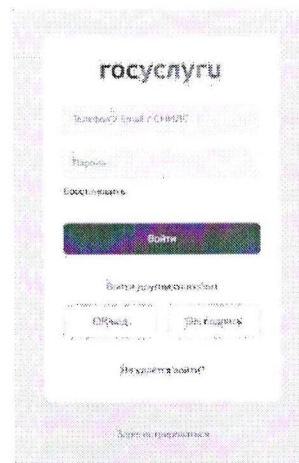 госуслуги
Телефон / Email / СНИЛС
Пароль
Восстановить
Войти
Войти другим способом
QR-код
Эл. подпись
Не удаётся войти?
Зарегистрироваться